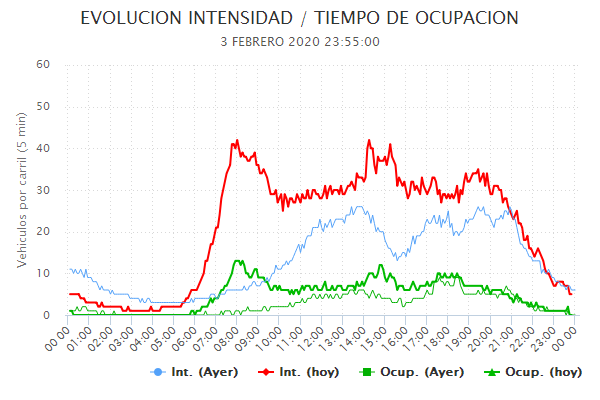 EVOLUCION INTENSIDAD / TIEMPO DE OCUPACION
3 FEBRERO 2020 23:55:00
Vehiculos por carril (5 min)
60
50
40
30
20
10
0
00:00 01:00 02:00 03:00 04:00 05:00 06:00 07:00 08:00 09:00 10:00 11:00 12:00 13:00 14:00 15:00 16:00 17:00 18:00 19:00 20:00 21:00 22:00 23:00 00:00
Int. (Ayer) Int. (hoy) Ocup. (Ayer) Ocup. (hoy)